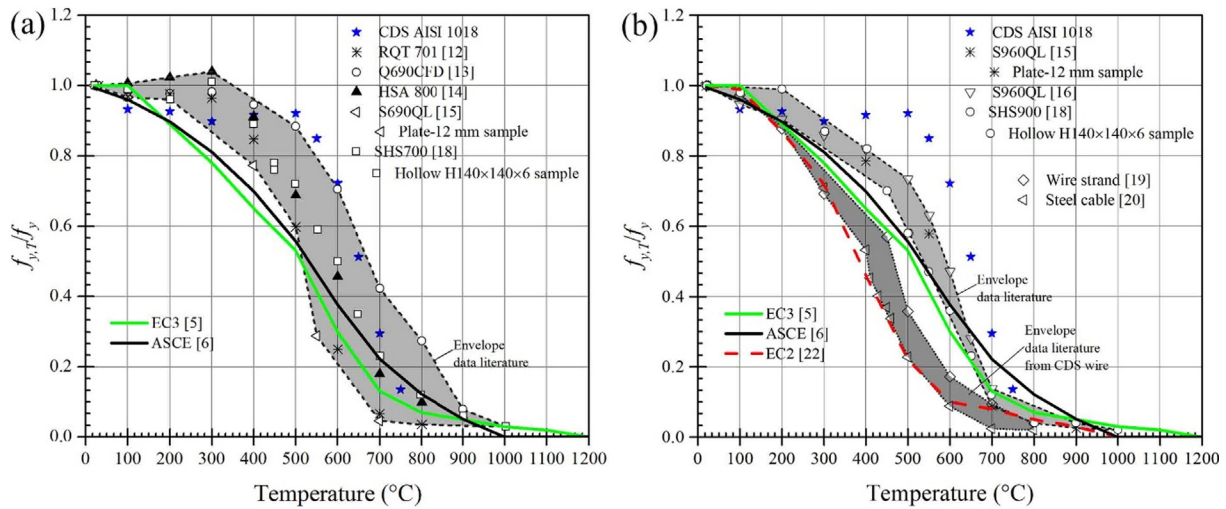 (a)
1.2
1.0
0.8
0.6
0.4
0.2
0.0
f_{y,T}/f_y
CDS AISI 1018
RQT 701 [12]
Q690CFD [13]
HSA 800 [14]
S690QL [15]
Plate-12 mm sample
SHS700 [18]
Hollow H140×140×6 sample
EC3 [5]
ASCE [6]
Envelope
data literature
0 100 200 300 400 500 600 700 800 900 1000 1100 1200
Temperature (°C)
(b)
1.2
1.0
0.8
0.6
0.4
0.2
0.0
f_{y,T}/f_y
CDS AISI 1018
S960QL [15]
Plate-12 mm sample
S960QL [16]
SHS900 [18]
Hollow H140×140×6 sample
Wire strand [19]
Steel cable [20]
Envelope
data literature
EC3 [5]
ASCE [6]
EC2 [22]
Envelope
data literature
from CDS wire
0 100 200 300 400 500 600 700 800 900 1000 1100 1200
Temperature (°C)